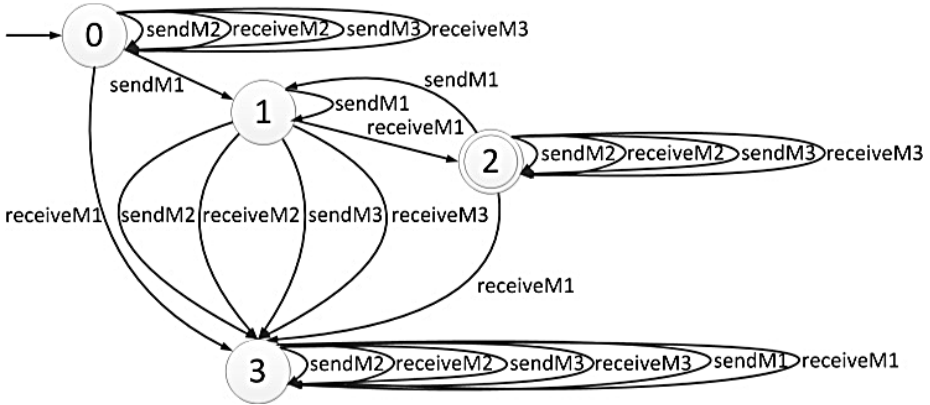 0 sendM2 receiveM2 sendM3 receiveM3
sendM1
sendM1
1 sendM1
receiveM1
2 sendM2 receiveM2 sendM3 receiveM3
receiveM1 sendM2 receiveM2 sendM3 receiveM3
receiveM1
3 sendM2 receiveM2 sendM3 receiveM3 sendM1 receiveM1